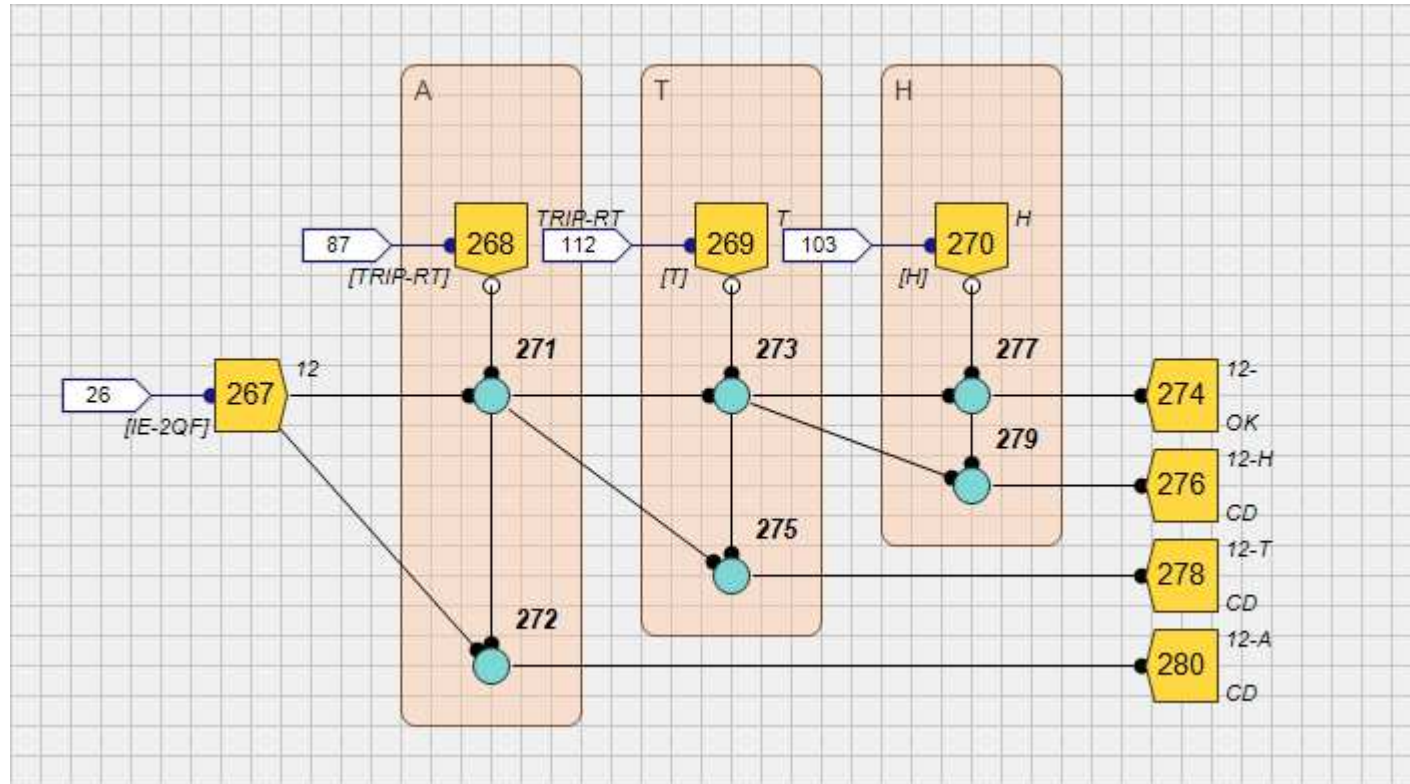 A
T
H
87
268
TRIP-RT
[TRIP-RT]
112
269
T
[T]
103
270
H
[H]
271
273
277
26
267
12
[IE-2QF]
274
12-
OK
279
276
12-H
CD
275
278
12-T
CD
272
280
12-A
CD